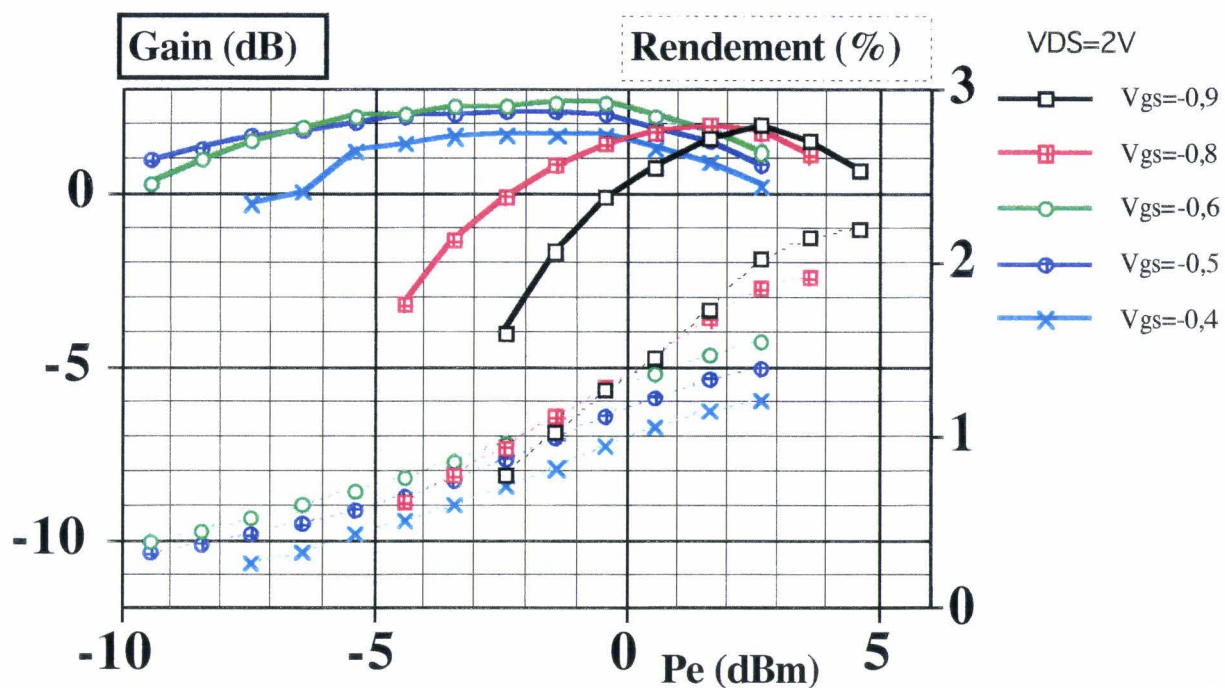 Gain (dB)
Rendement (%)
VDS=2V
3
Vgs=-0,9
Vgs=-0,8
0
Vgs=-0,6
2
Vgs=-0,5
Vgs=-0,4
-5
1
-10
0
-10
-5
0
Pe (dBm)
5